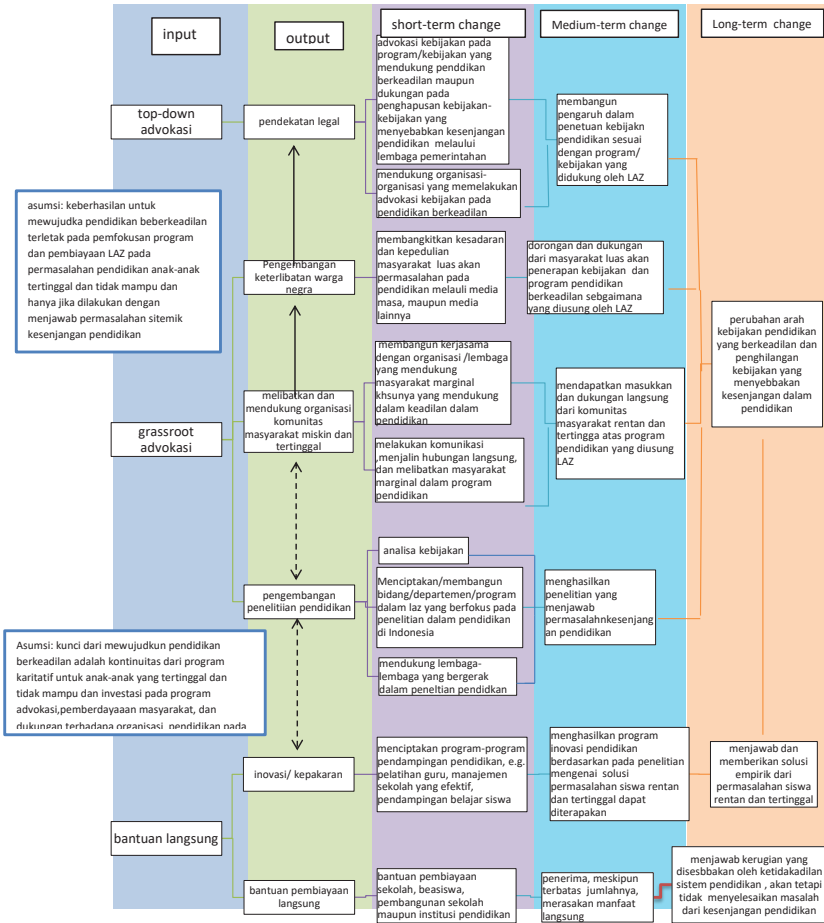 input
output
short-term change
Medium-term change
Long-term change
top-down
advokasi
pendekatan legal
advokasi kebijakan pada
program/kebijakan yang
mendukung penddikan
berkeadilan maupun
dukungan pada
penghapusan kebijakan-
kebijakan yang
menyebabkan kesenjangan
pendidikan melaului
lembaga pemerintahan
mendukung organisasi-
organisasi yang memelakukan
advokasi kebijakan pada
pendidikan berkeadilan
membangun
pengaruh dalam
penetuan kebijakn
pendidikan sesuai
dengan program/
kebijakan yang
didukung oleh LAZ
asumsi: keberhasilan untuk
mewujudka pendidikan beberkeadilan
terletak pada pemfokusan program
dan pembiayaan LAZ pada
permasalahan pendidikan anak-anak
tertinggal dan tidak mampu dan
hanya jika dilakukan dengan
menjawab permasalahan sitemik
kesenjangan pendidikan
Pengembangan
keterlibatan warga
negra
membangkitkan kesadaran
dan kepedulian
masyarakat luas akan
permasalahan pada
pendidikan melauli media
masa, maupun media
lainnya
dorongan dan dukungan
dari masyarakat luas akan
penerapan kebijakan dan
program pendidikan
berkeadilan sebgaimana
yang diusung oleh LAZ
perubahan arah
kebijakan pendidikan
yang berkeadilan dan
penghilangan
kebijakan yang
menyebbakan
kesenjangan dalam
pendidikan
grassroot
advokasi
melibatkan dan
mendukung organisasi
komunitas
masyarakat miskin dan
tertinggal
membangun kerjasama
dengan organisasi /lembaga
yang mendukung
masyarakat marginal
khsunya yang mendukung
dalam keadilan dalam
pendidikan
melakukan komunikasi
,menjalin hubungan langsung,
dan melibatkan masyarakat
marginal dalam program
pendidikan
mendapatkan masukkan
dan dukungan langsung
dari komunitas
masyarakat rentan dan
tertingga atas program
pendidikan yang diusung
LAZ
pengembangan
penelitiian pendidikan
analisa kebijakan
Menciptakan/membangun
bidang/departemen/program
dalam laz yang berfokus pada
penelitian dalam pendidikan
di Indonesia
mendukung lembaga-
lembaga yang bergerak
dalam peneltian pendidkan
menghasilkan
penelitian yang
menjawab
permasalahnkesenjang
an pendidikan
Asumsi: kunci dari mewujudkun pendidikan
berkeadilan adalah kontinuitas dari program
karitatif untuk anak-anak yang tertinggal dan
tidak mampu dan investasi pada program
advokasi,pemberdayaaan masyarakat, dan
dukungan terhadapa organisasi pendidikan pada
inovasi/ kepakaran
menciptakan program-program
pendampingan pendidikan, e.g.
pelatihan guru, manajemen
sekolah yang efektif,
pendampingan belajar siswa
menghasilkan program
inovasi pendidikan
berdasarkan pada penelitian
mengenai solusi
permasalahan siswa rentan
dan tertinggal dapat
diterapakan
menjawab dan
memberikan solusi
empirik dari
permasalahan siswa
rentan dan tertinggal
bantuan langsung
bantuan pembiayaan
langsung
bantuan pembiayaan
sekolah, beasiswa,
pembangunan sekolah
maupun institusi pendidikan
penerima, meskipun
terbatas jumlahnya,
merasakan manfaat
langsung
menjawab kerugian yang
disesbbakan oleh ketidakadilan
sistem pendidikan , akan tetapi
tidak menyelesaikan masalah
dari kesenjangan pendidikan